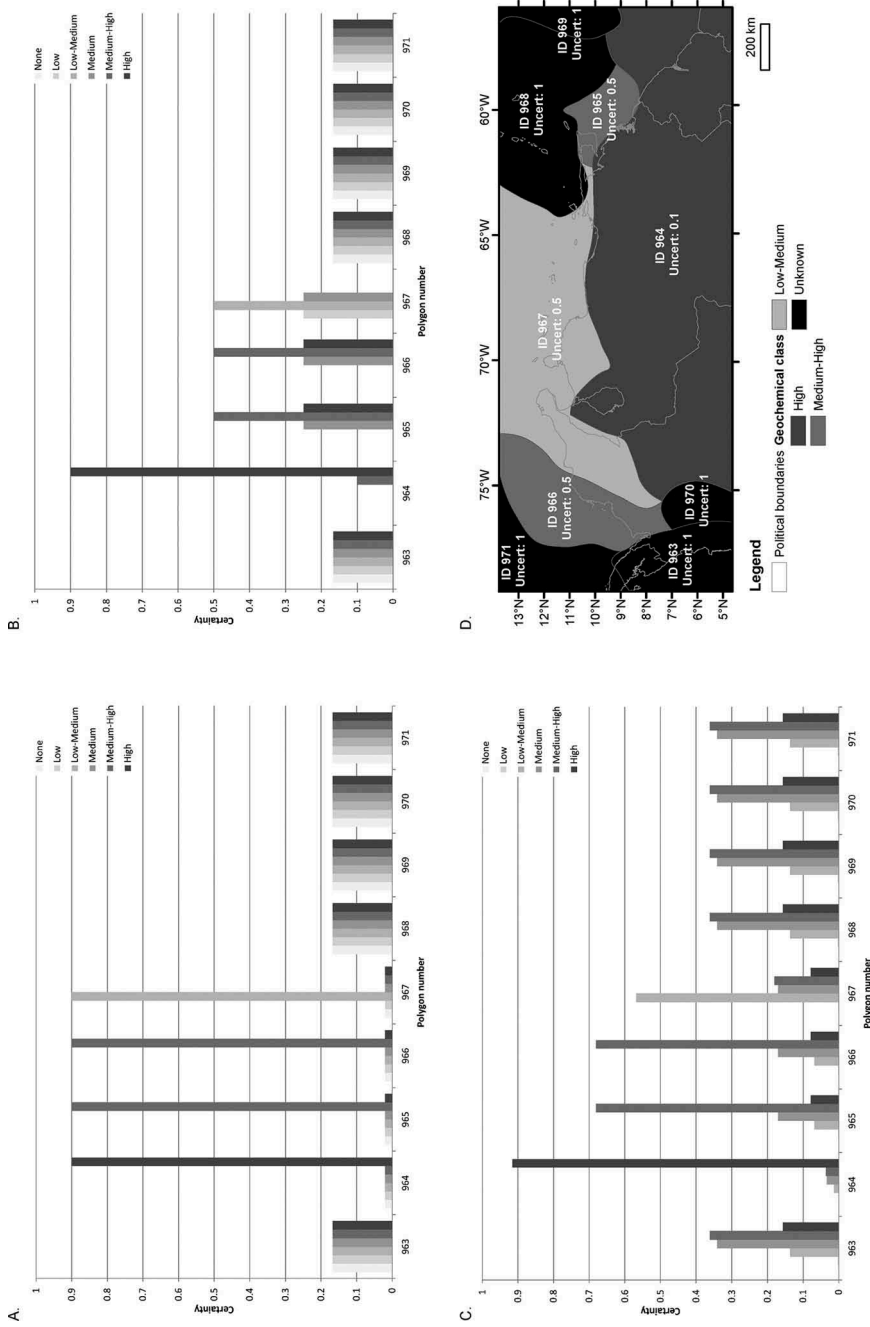 A.
1
0.9
0.8
0.7
0.6
0.5
0.4
0.3
0.2
0.1
0
Certainty
None
Low
Low-Medium
Medium
Medium-High
High
963
964
965
966
967
968
969
970
971
Polygon number
B.
1
0.9
0.8
0.7
0.6
0.5
0.4
0.3
0.2
0.1
0
Certainty
None
Low
Low-Medium
Medium
Medium-High
High
963
964
965
966
967
968
969
970
971
Polygon number
C.
1
0.9
0.8
0.7
0.6
0.5
0.4
0.3
0.2
0.1
0
Certainty
None
Low
Low-Medium
Medium
Medium-High
High
963
964
965
966
967
968
969
970
971
Polygon number
D.
75°W
70°W
65°W
60°W
13°N
12°N
11°N
10°N
9°N
8°N
7°N
6°N
5°N
ID 971
Uncert: 1
ID 966
Uncert: 0.5
ID 963
Uncert: 1
ID 970
Uncert: 1
ID 967
Uncert: 0.5
ID 964
Uncert: 0.1
ID 968
Uncert: 1
ID 965
Uncert: 0.5
ID 969
Uncert: 1
200 km
Legend
Political boundaries
Geochemical class
High
Medium-High
Low-Medium
Unknown